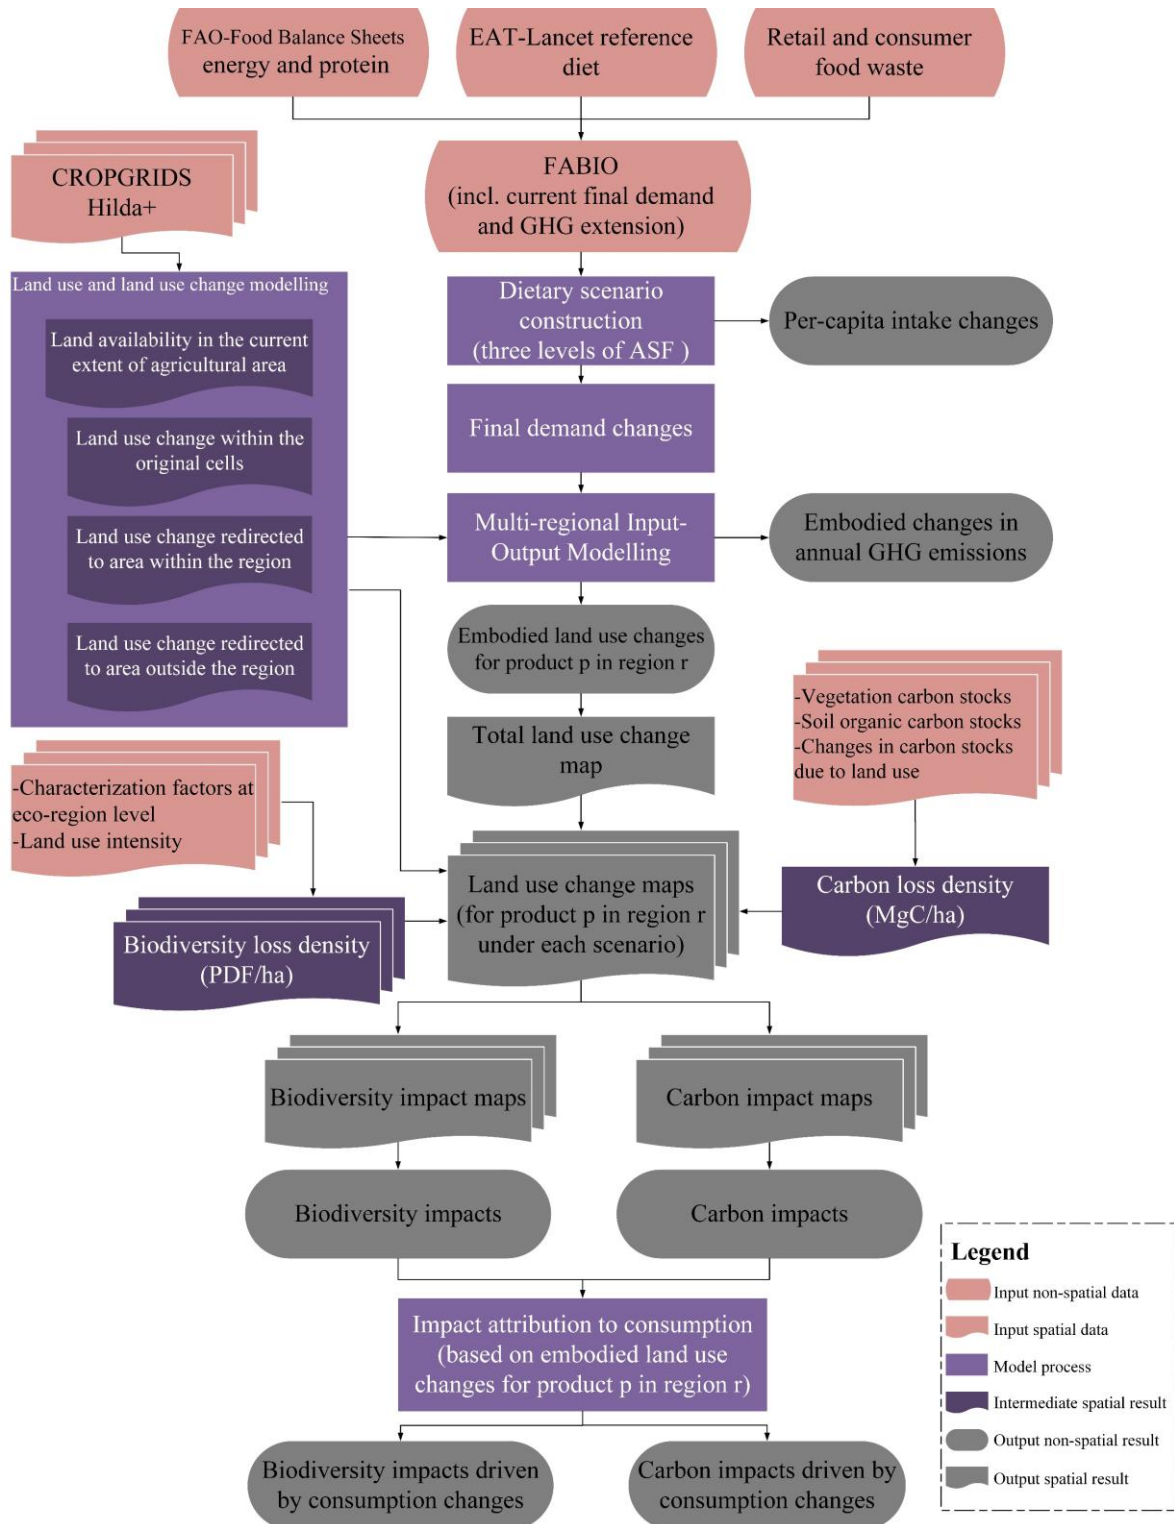 FAO-Food Balance Sheets
energy and protein
EAT-Lancet reference
diet
Retail and consumer
food waste
CROPGRIDS
Hilda+
FABIO
(incl. current final demand
and GHG extension)
Land use and land use change modelling
Land availability in the current
extent of agricultural area
Land use change within the
original cells
Land use change redirected
to area within the region
Land use change redirected
to area outside the region
Dietary scenario
construction
(three levels of ASF )
Per-capita intake changes
Final demand changes
Multi-regional Input-
Output Modelling
Embodied changes in
annual GHG emissions
Embodied land use changes
for product p in region r
Total land use change
map
-Vegetation carbon stocks
-Soil organic carbon stocks
-Changes in carbon stocks
due to land use
-Characterization factors at
eco-region level
-Land use intensity
Biodiversity loss density
(PDF/ha)
Land use change maps
(for product p in region r
under each scenario)
Carbon loss density
(MgC/ha)
Biodiversity impact maps
Carbon impact maps
Biodiversity impacts
Carbon impacts
Impact attribution to consumption
(based on embodied land use
changes for product p in region r)
Biodiversity impacts driven
by consumption changes
Carbon impacts driven by
consumption changes
Legend
Input non-spatial data
Input spatial data
Model process
Intermediate spatial result
Output non-spatial result
Output spatial result